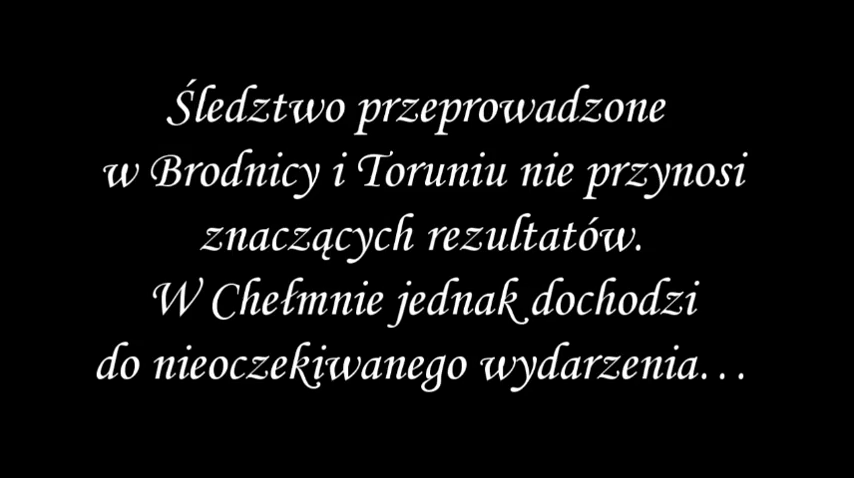 Śledztwo przeprowadzone
w Brodnicy i Toruniu nie przynosi
znaczących rezultatów.
W Chełmnie jednak dochodzi
do nieoczekiwanego wydarzenia…